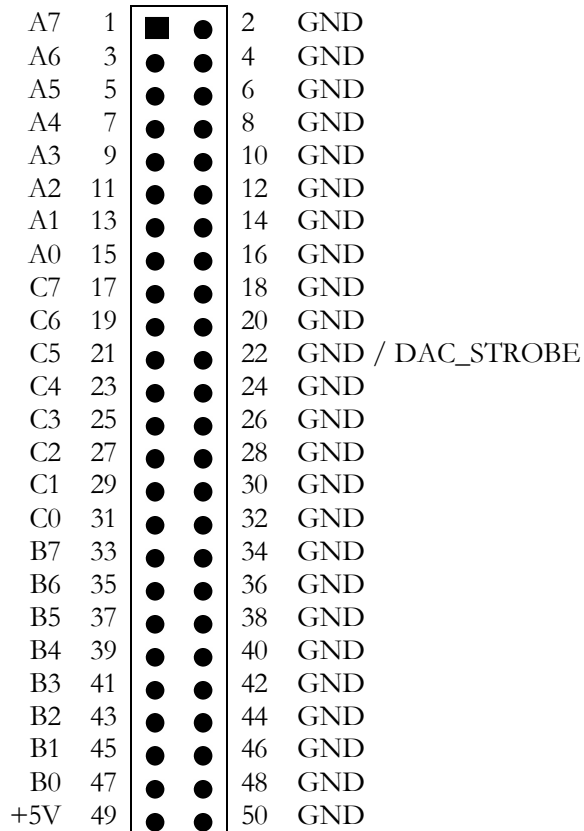 A7 1 2 GND
A6 3 4 GND
A5 5 6 GND
A4 7 8 GND
A3 9 10 GND
A2 11 12 GND
A1 13 14 GND
A0 15 16 GND
C7 17 18 GND
C6 19 20 GND
C5 21 22 GND / DAC_STROBE
C4 23 24 GND
C3 25 26 GND
C2 27 28 GND
C1 29 30 GND
C0 31 32 GND
B7 33 34 GND
B6 35 36 GND
B5 37 38 GND
B4 39 40 GND
B3 41 42 GND
B2 43 44 GND
B1 45 46 GND
B0 47 48 GND
+5V 49 50 GND